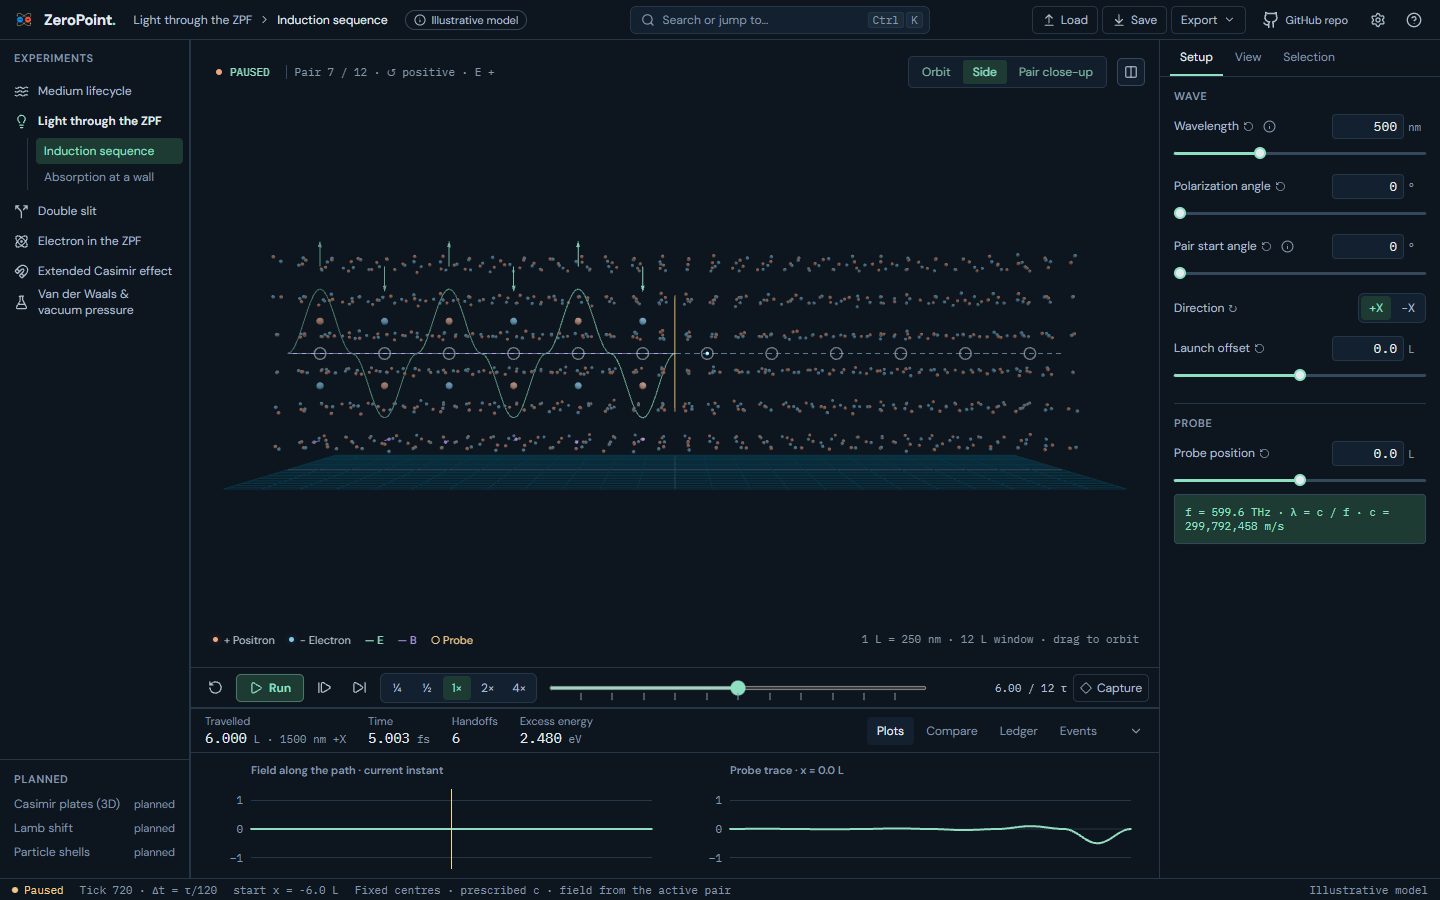 ZeroPoint.
Light through the ZPF > Induction sequence
Illustrative model
Search or jump to...
Ctrl K
Load
Save
Export
GitHub repo
EXPERIMENTS
Medium lifecycle
Light through the ZPF
Induction sequence
Absorption at a wall
Double slit
Electron in the ZPF
Extended Casimir effect
Van der Waals &
vacuum pressure
PLANNED
Casimir plates (3D) planned
Lamb shift planned
Particle shells planned
PAUSED
Pair 7 / 12 · ↺ positive · E +
Orbit
Side
Pair close-up
+ Positron
− Electron
— E
— B
Probe
1 L = 250 nm · 12 L window · drag to orbit
Run
¼
½
1×
2×
4×
6.00 / 12 τ
Capture
Travelled
6.000 L · 1500 nm +X
Time
5.003 fs
Handoffs
6
Excess energy
2.480 eV
Plots
Compare
Ledger
Events
Field along the path · current instant
1
0
−1
Probe trace · x = 0.0 L
1
0
−1
Setup
View
Selection
WAVE
Wavelength 500 nm
Polarization angle 0 °
Pair start angle 0 °
Direction +X −X
Launch offset 0.0 L
PROBE
Probe position 0.0 L
f = 599.6 THz · λ = c / f · c =
299,792,458 m/s
Paused
Tick 720 · Δt = τ/120
start x = -6.0 L
Fixed centres · prescribed c · field from the active pair
Illustrative model